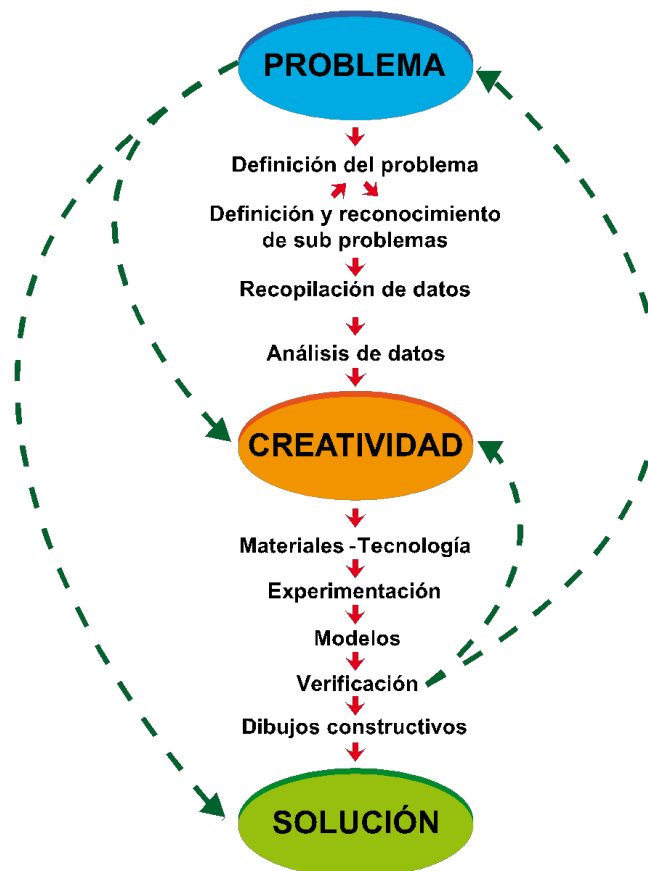 PROBLEMA
Definición del problema
Definición y reconocimiento
de sub problemas
Recopilación de datos
Análisis de datos
CREATIVIDAD
Materiales -Tecnología
Experimentación
Modelos
Verificación
Dibujos constructivos
SOLUCIÓN